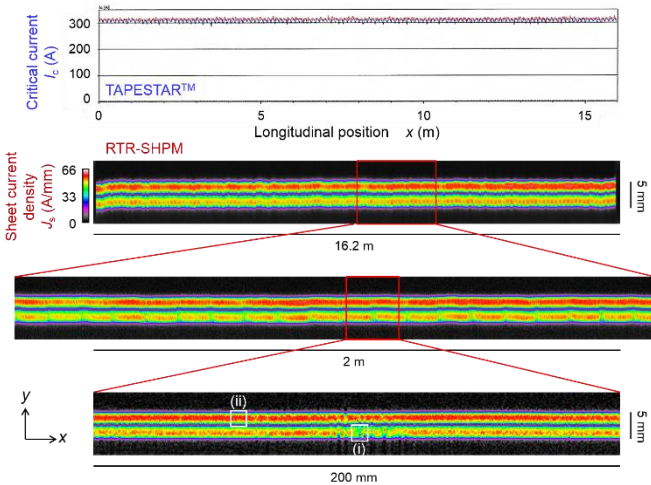 300
200
100
0
Critical current
I_c (A)
TAPESTAR™
0
5
10
15
Longitudinal position x (m)
RTR-SHPM
Sheet current
density
J_s (A/mm)
66
33
0
5 mm
16.2 m
2 m
y
x
(ii)
(i)
5 mm
200 mm